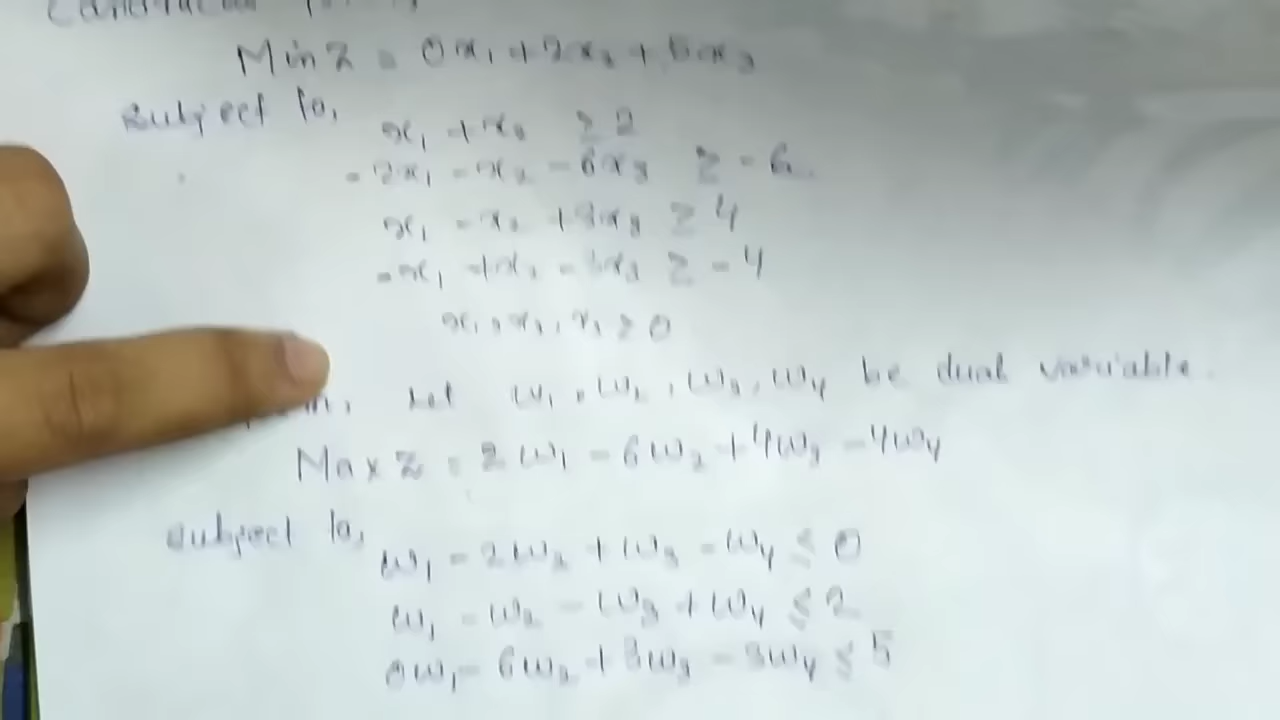 Min Z = 0x₁ + 2x₂ + 5x₃
Subject to,
x₁ + x₂ ≥ 2
-2x₁ - x₂ - 6x₃ ≥ -6
x₁ - x₂ + 3x₃ ≥ 4
-x₁ + x₂ - 3x₃ ≥ -4
x₁, x₂, x₃ ≥ 0
Let w₁, w₂, w₃, w₄ be dual variable.
Max Z = 2w₁ - 6w₂ + 4w₃ - 4w₄
Subject to,
w₁ - 2w₂ + w₃ - w₄ ≤ 0
w₁ - w₂ - w₃ + w₄ ≤ 2
0w₁ - 6w₂ + 3w₃ - 3w₄ ≤ 5